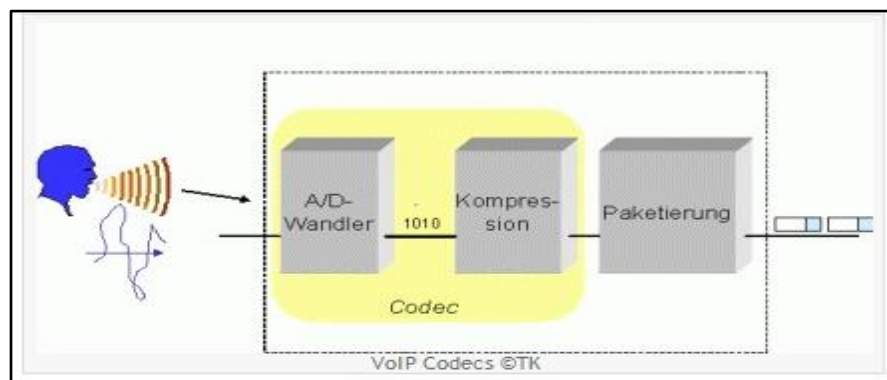 A/D-
Wandler
1010
Kompres-
sion
Paketierung
Codec
VoIP Codecs ©TK